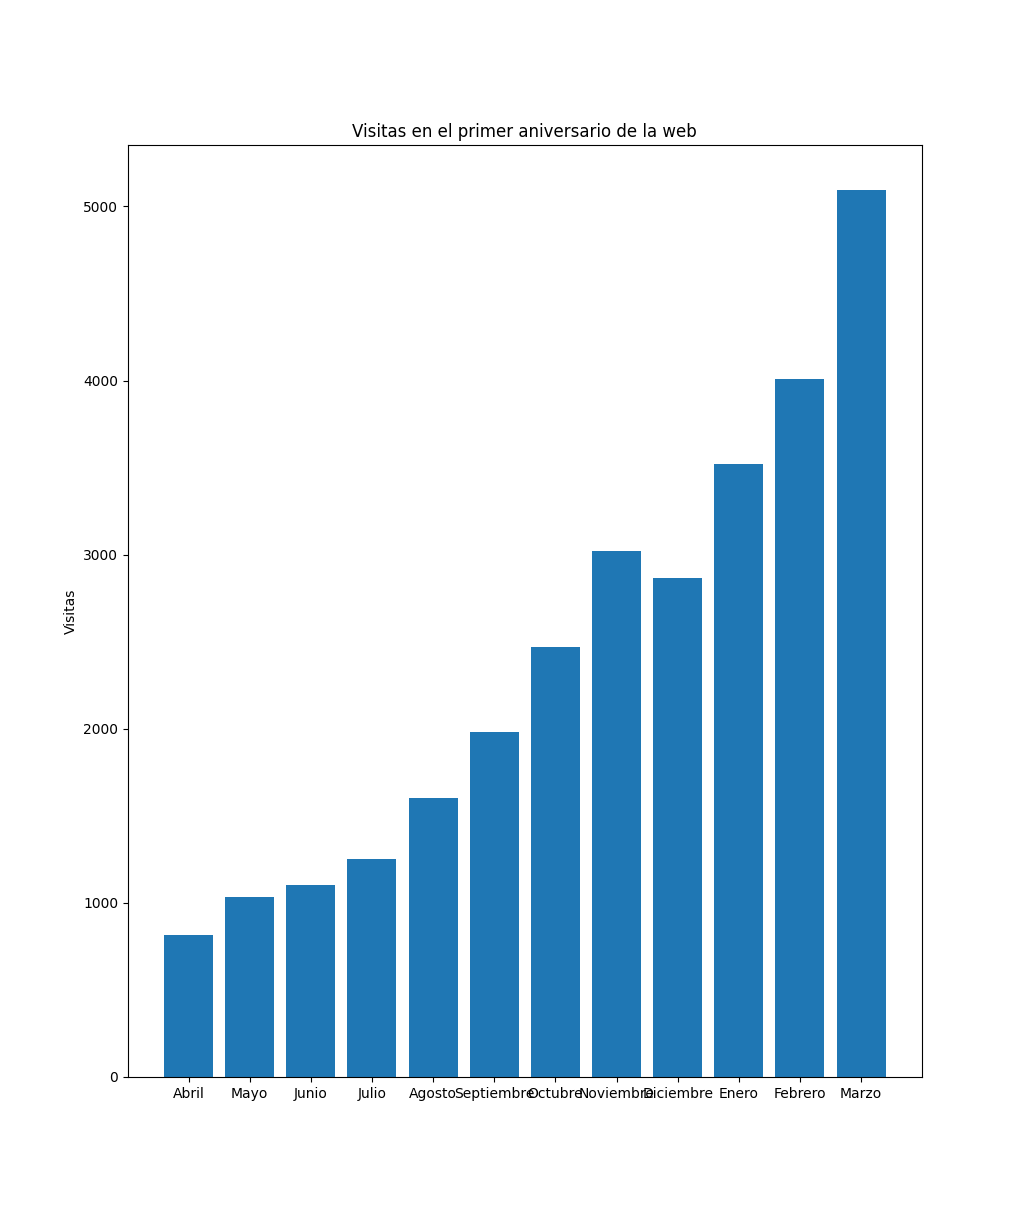 Visitas en el primer aniversario de la web
5000
4000
3000
2000
1000
0
Visitas
Abril Mayo Junio Julio Agosto Septiembre Octubre Noviembre Diciembre Enero Febrero Marzo